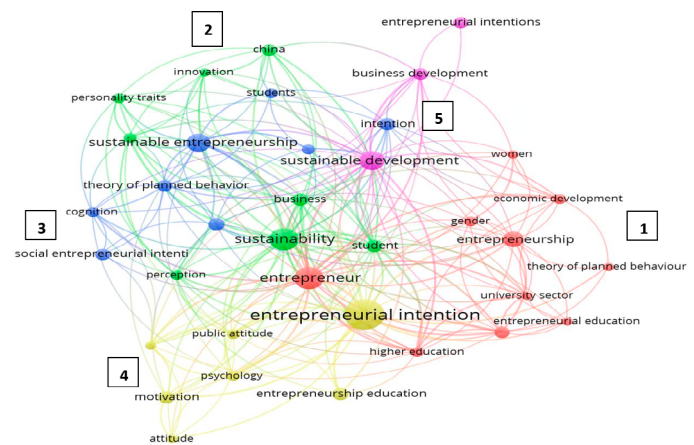 entrepreneurial intentions
2
china
business development
innovation
students
personality traits
5
intention
sustainable entrepreneurship
women
sustainable development
theory of planned behavior
business
economic development
cognition
gender
3
1
sustainability
student
entrepreneurship
social entrepreneurial intenti
theory of planned behaviour
perception
entrepreneur
university sector
entrepreneurial intention
entrepreneurial education
public attitude
higher education
4
psychology
motivation
entrepreneurship education
attitude